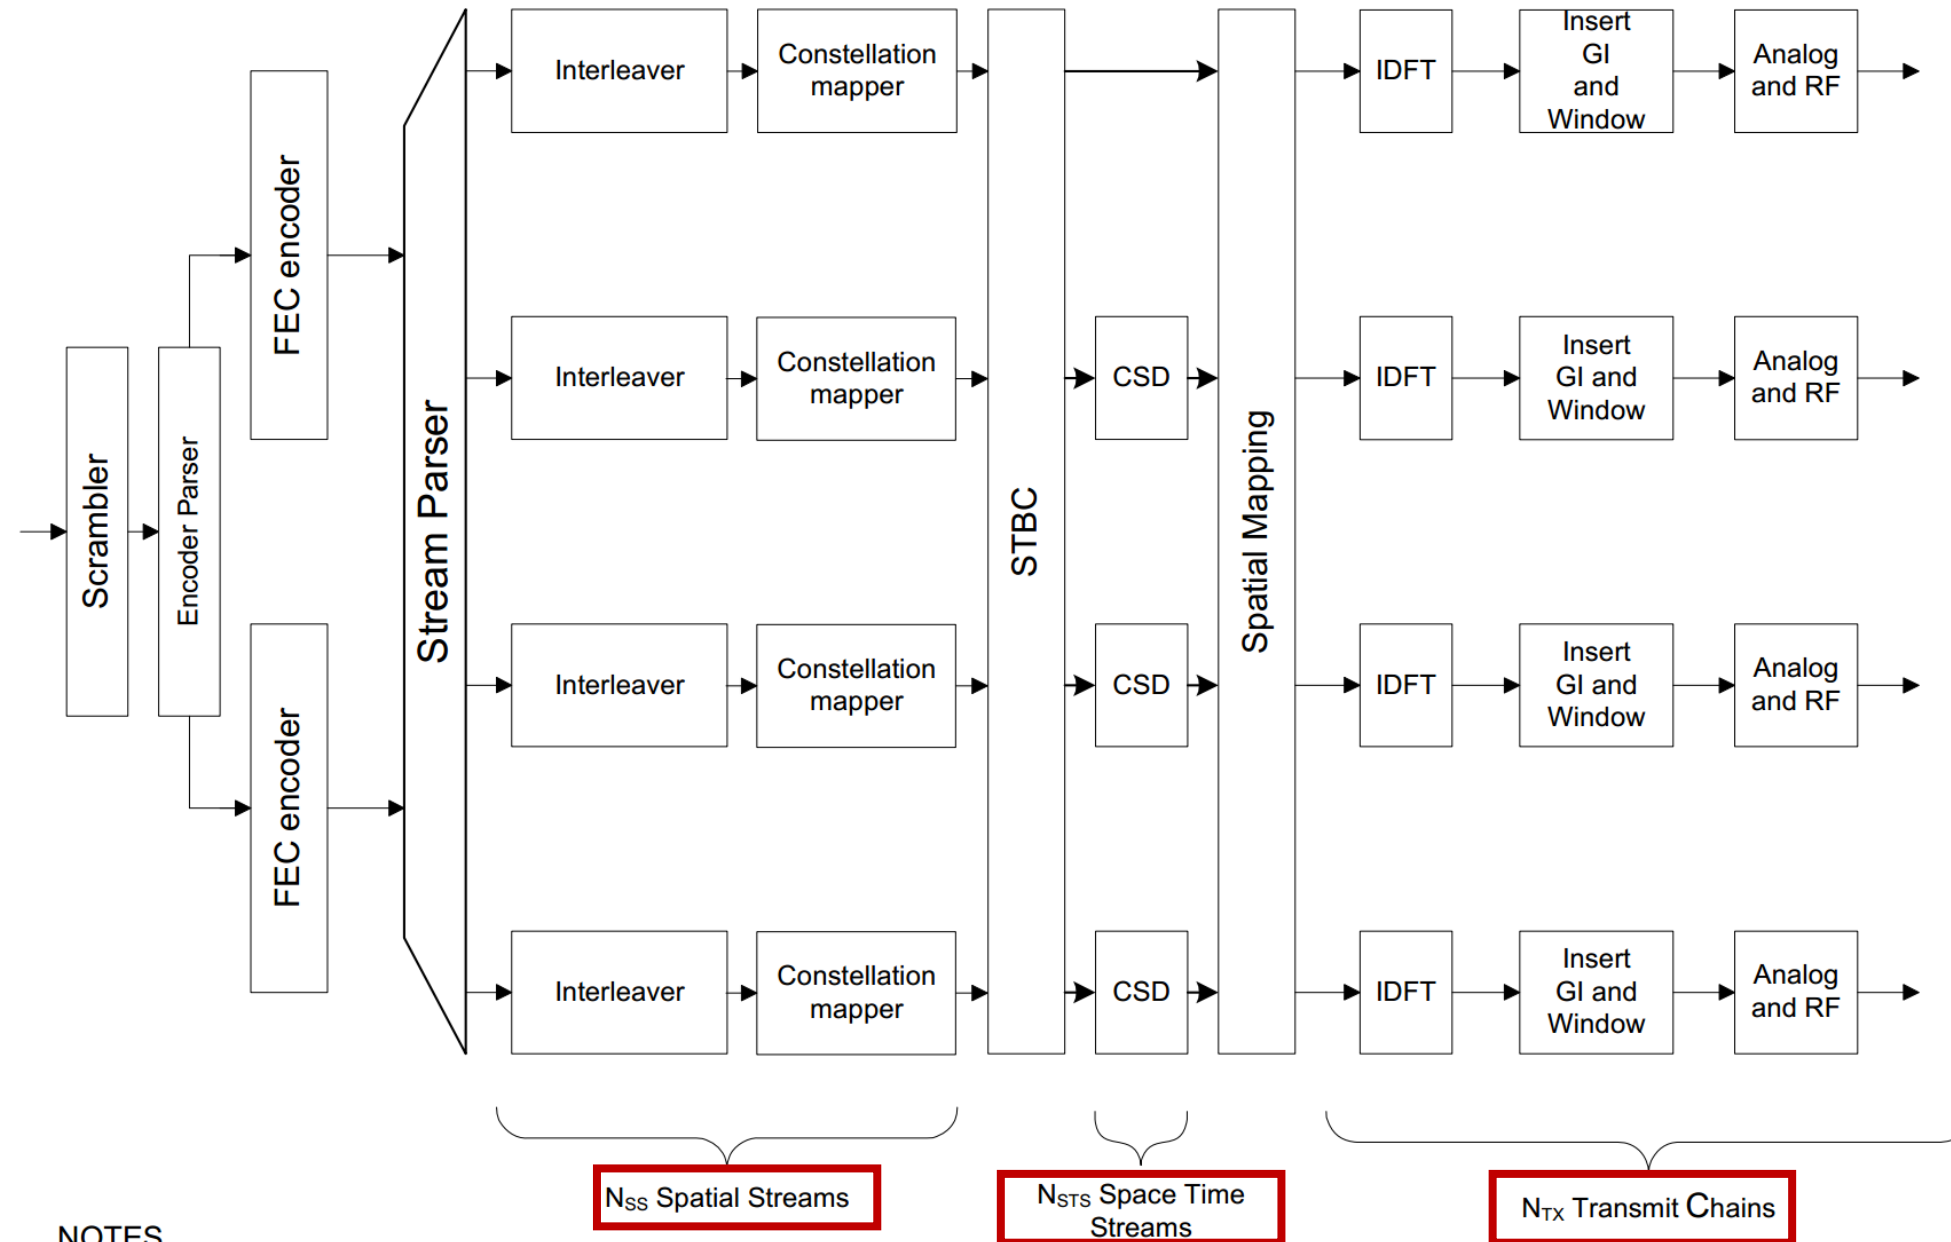 Scrambler
Encoder Parser
FEC encoder
FEC encoder
Stream Parser
Interleaver
Constellation
mapper
Interleaver
Constellation
mapper
Interleaver
Constellation
mapper
Interleaver
Constellation
mapper
STBC
CSD
CSD
CSD
Spatial Mapping
IDFT
Insert
GI
and
Window
Analog
and RF
IDFT
Insert
GI and
Window
Analog
and RF
IDFT
Insert
GI and
Window
Analog
and RF
IDFT
Insert
GI and
Window
Analog
and RF
NSS Spatial Streams
NSTS Space Time
Streams
NTX Transmit Chains
NOTES